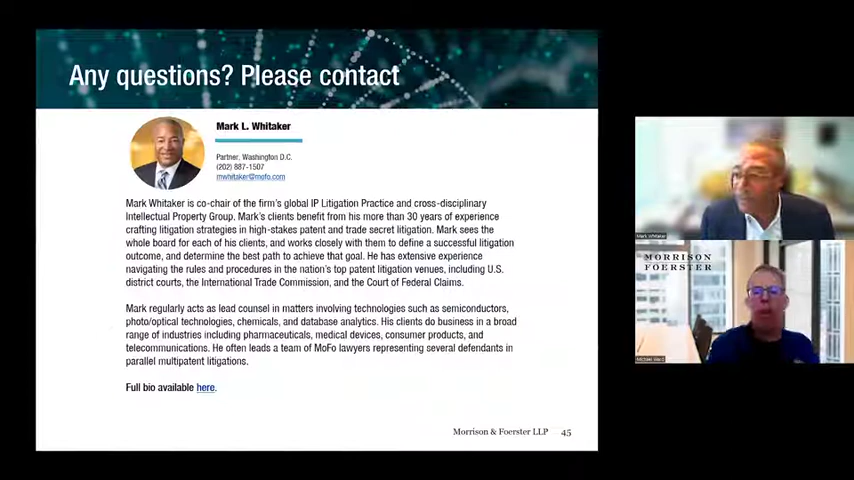 Any questions? Please contact
Mark L. Whitaker
Partner, Washington D.C.
(202) 887-1507
mwhitaker@mofo.com
Mark Whitaker is co-chair of the firm's global IP Litigation Practice and cross-disciplinary
Intellectual Property Group. Mark's clients benefit from his more than 30 years of experience
crafting litigation strategies in high-stakes patent and trade secret litigation. Mark sees the
whole board for each of his clients, and works closely with them to define a successful litigation
outcome, and determine the best path to achieve that goal. He has extensive experience
navigating the rules and procedures in the nation's top patent litigation venues, including U.S.
district courts, the International Trade Commission, and the Court of Federal Claims.
Mark regularly acts as lead counsel in matters involving technologies such as semiconductors,
photo/optical technologies, chemicals, and database analytics. His clients do business in a broad
range of industries including pharmaceuticals, medical devices, consumer products, and
telecommunications. He often leads a team of MoFo lawyers representing several defendants in
parallel multipatent litigations.
Full bio available here.
Morrison & Foerster LLP 45
Mark Whitaker
MORRISON
FOERSTER
Michael Ward